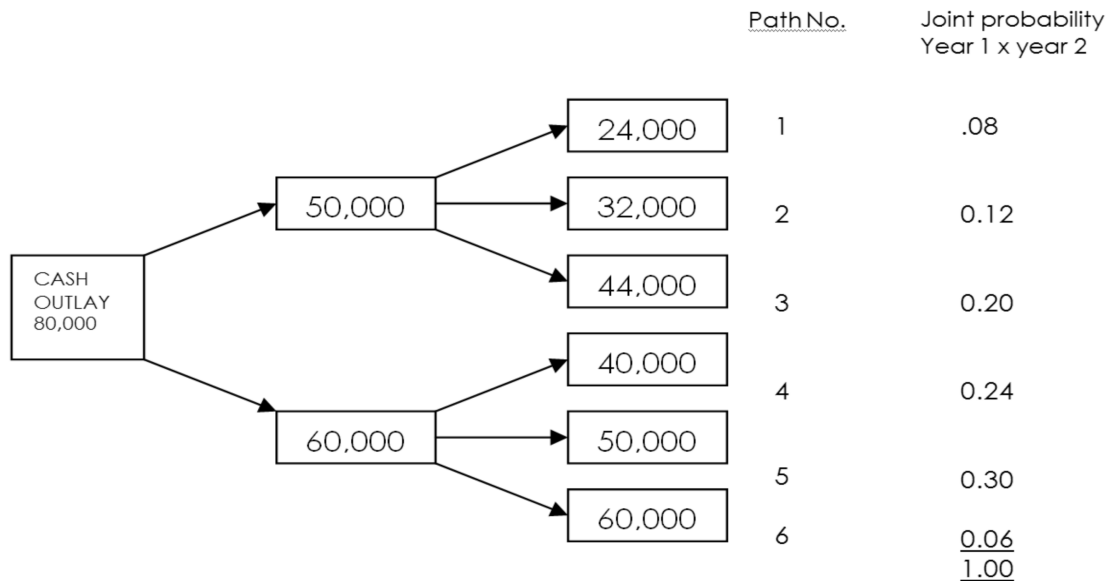 Path No. Joint probability
Year 1 x year 2
24,000 1 .08
50,000 32,000 2 0.12
CASH
OUTLAY
80,000
44,000 3 0.20
40,000 4 0.24
60,000 50,000 5 0.30
60,000 6 0.06
1.00